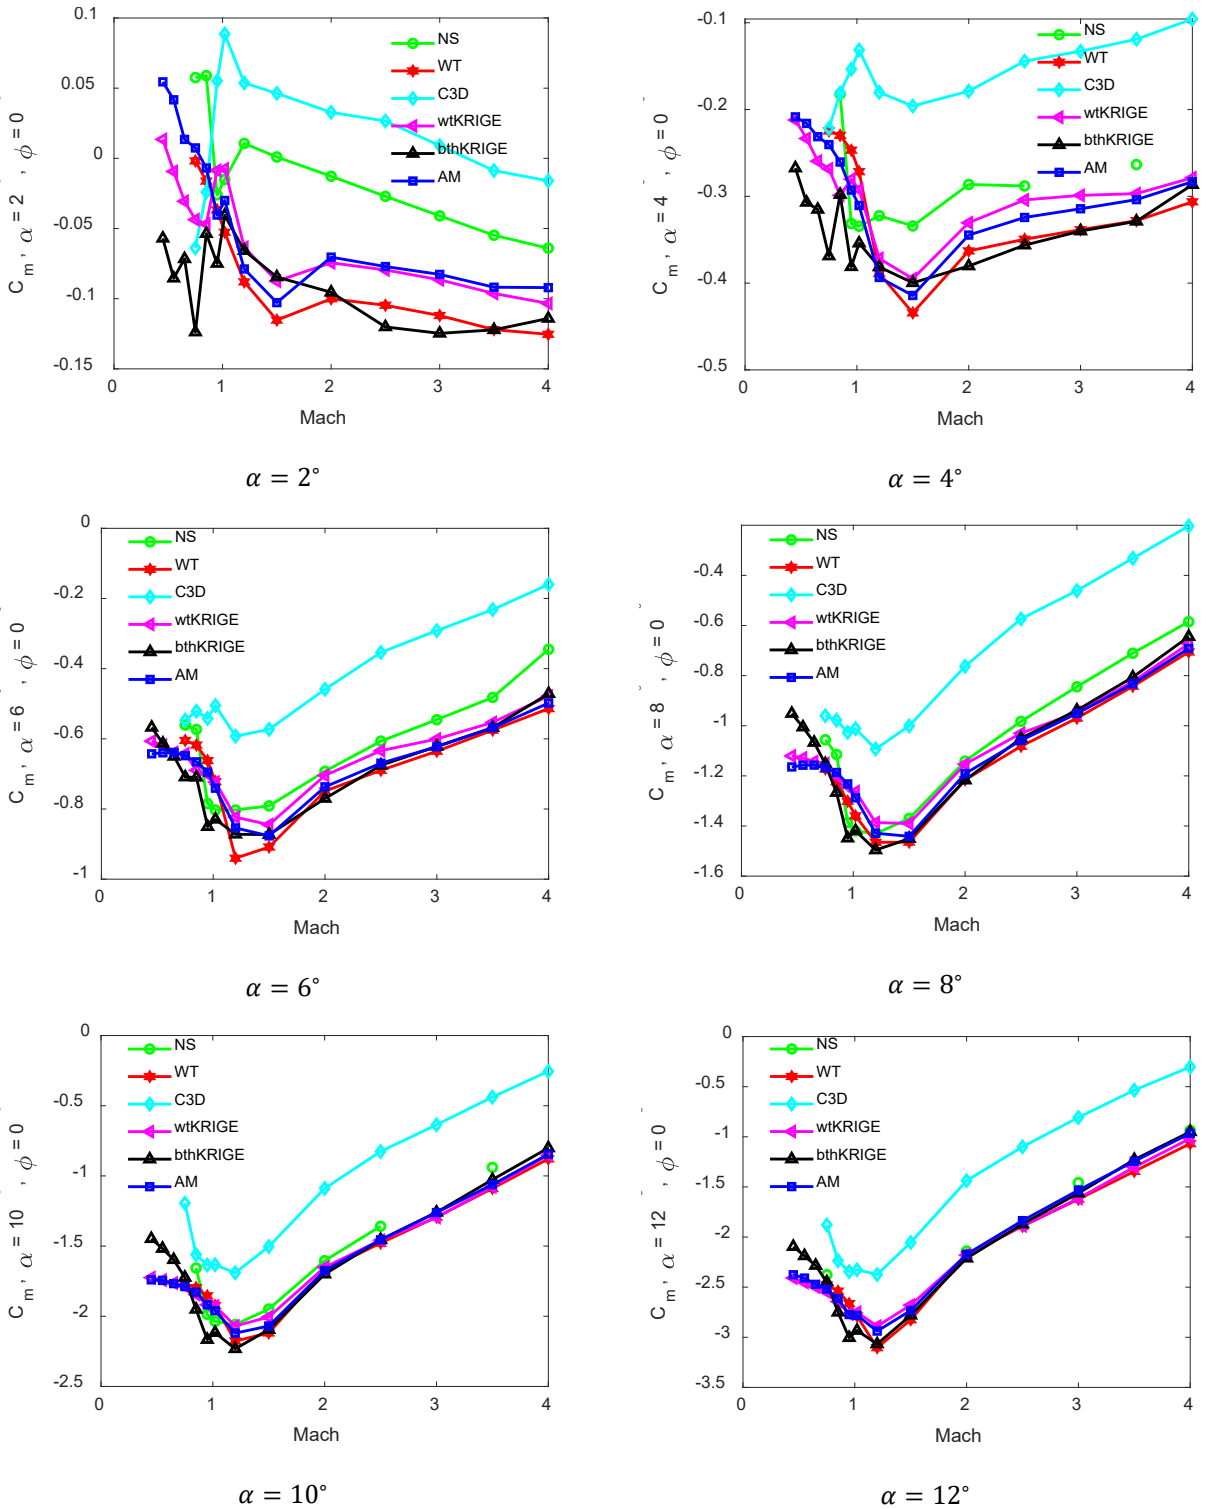 0.1
0.05
0
-0.05
-0.1
-0.15
0
1
2
3
4
Mach
C m, α = 2°, ϕ = 0°
NS
WT
C3D
wtKRIGE
bthKRIGE
AM
α = 2°
-0.1
-0.2
-0.3
-0.4
-0.5
0
1
2
3
4
Mach
C m, α = 4°, ϕ = 0°
NS
WT
C3D
wtKRIGE
bthKRIGE
AM
α = 4°
0
-0.2
-0.4
-0.6
-0.8
-1
0
1
2
3
4
Mach
C m, α = 6°, ϕ = 0°
NS
WT
C3D
wtKRIGE
bthKRIGE
AM
α = 6°
-0.4
-0.6
-0.8
-1
-1.2
-1.4
-1.6
0
1
2
3
4
Mach
C m, α = 8°, ϕ = 0°
NS
WT
C3D
wtKRIGE
bthKRIGE
AM
α = 8°
0
-0.5
-1
-1.5
-2
-2.5
0
1
2
3
4
Mach
C m, α = 10°, ϕ = 0°
NS
WT
C3D
wtKRIGE
bthKRIGE
AM
α = 10°
0
-0.5
-1
-1.5
-2
-2.5
-3
-3.5
0
1
2
3
4
Mach
C m, α = 12°, ϕ = 0°
NS
WT
C3D
wtKRIGE
bthKRIGE
AM
α = 12°